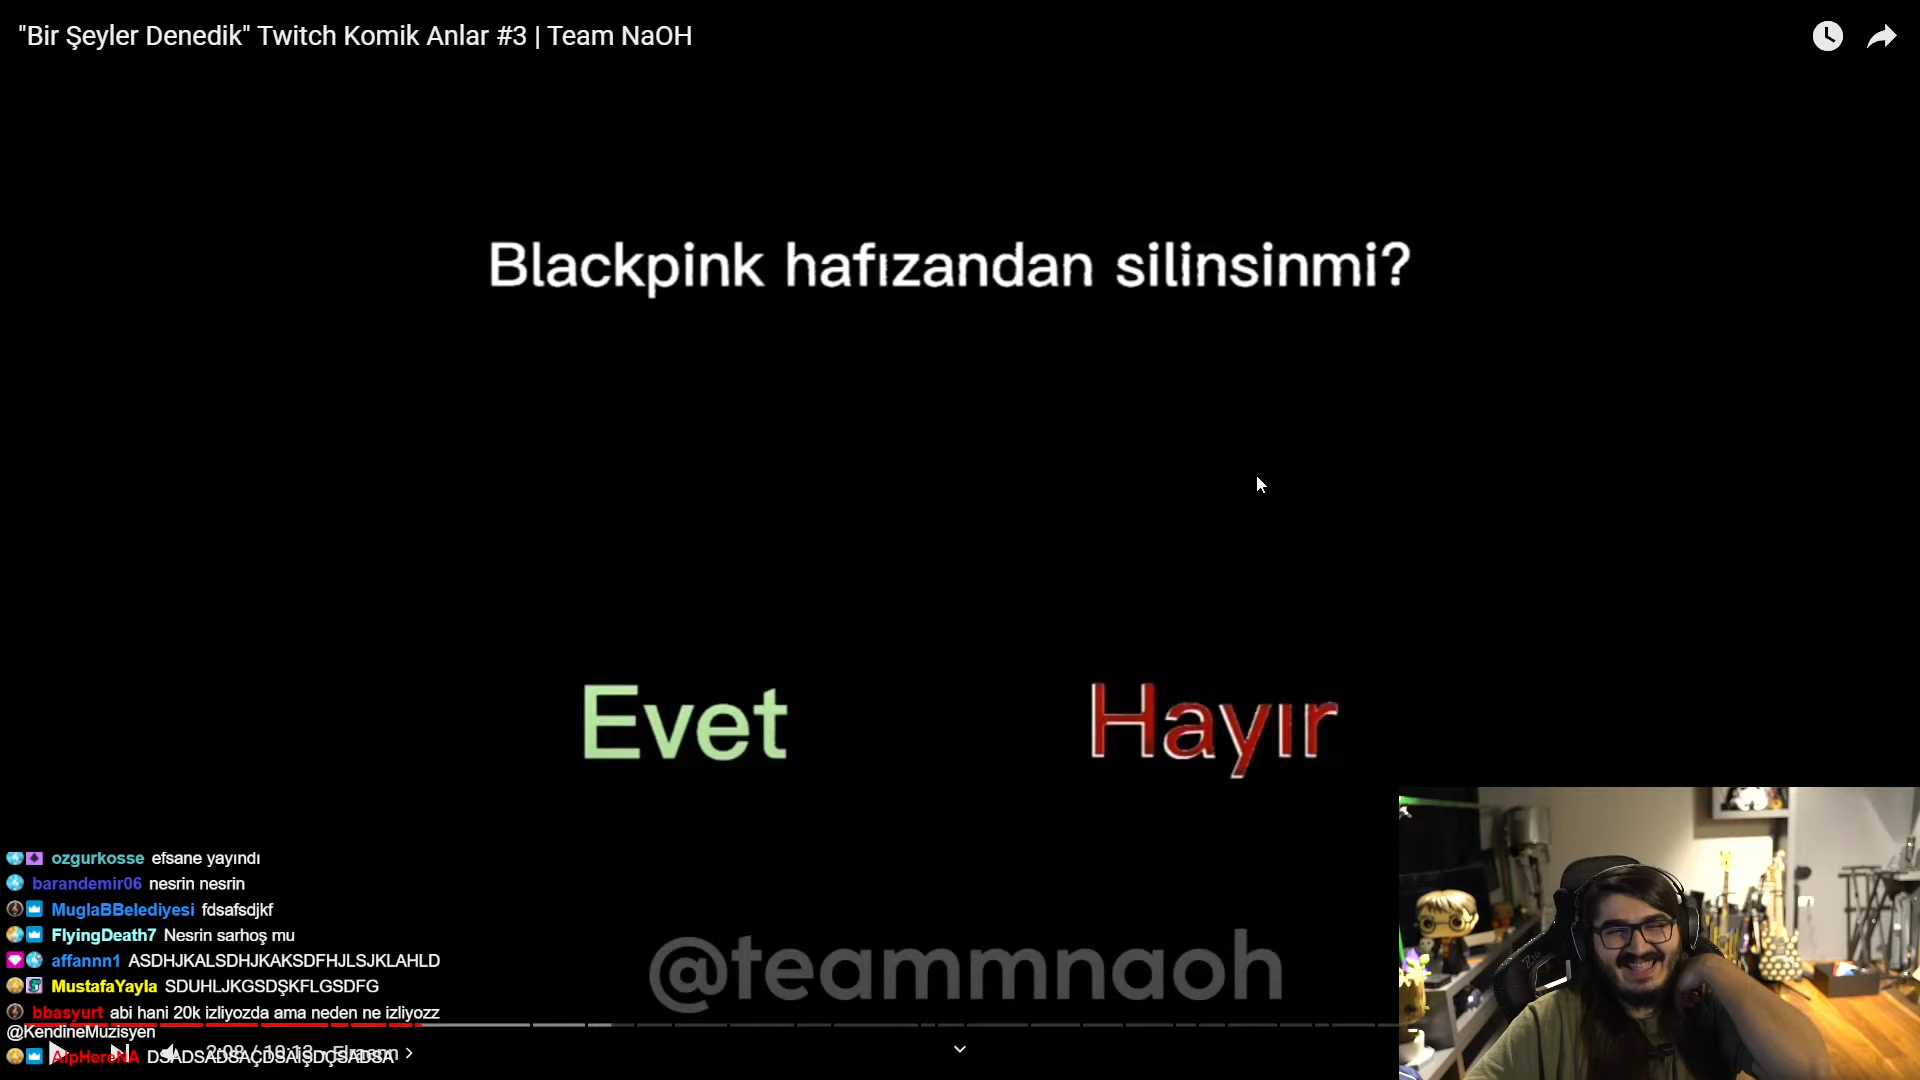 "Bir Şeyler Denedik" Twitch Komik Anlar #3 | Team NaOH
Blackpink hafızandan silinsinmi?
Evet Hayır
@teammnaoh
ozgurkosse efsane yayındı
barandemir06 nesrin nesrin
MuglaBBelediyesi fdsafsdjkf
FlyingDeath7 Nesrin sarhoş mu
affannn1 ASDHJKALSDHJKAKSDFHJLSJKLAHLD
MustafaYayla SDUHLJKGSDŞKFLGSDFG
bbasyurt abi hani 20k izliyozda ama neden ne izliyozz
@KendineMuzisyen